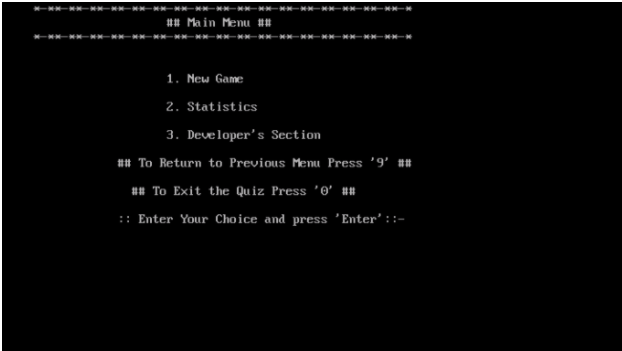 *-**-**-**-**-**-**-**-**-**-**-**-**-**-**-**-**-**-*
## Main Menu ##
*-**-**-**-**-**-**-**-**-**-**-**-**-**-**-**-**-**-*
1. New Game
2. Statistics
3. Developer's Section
## To Return to Previous Menu Press '9' ##
## To Exit the Quiz Press '0' ##
:: Enter Your Choice and press 'Enter'::-